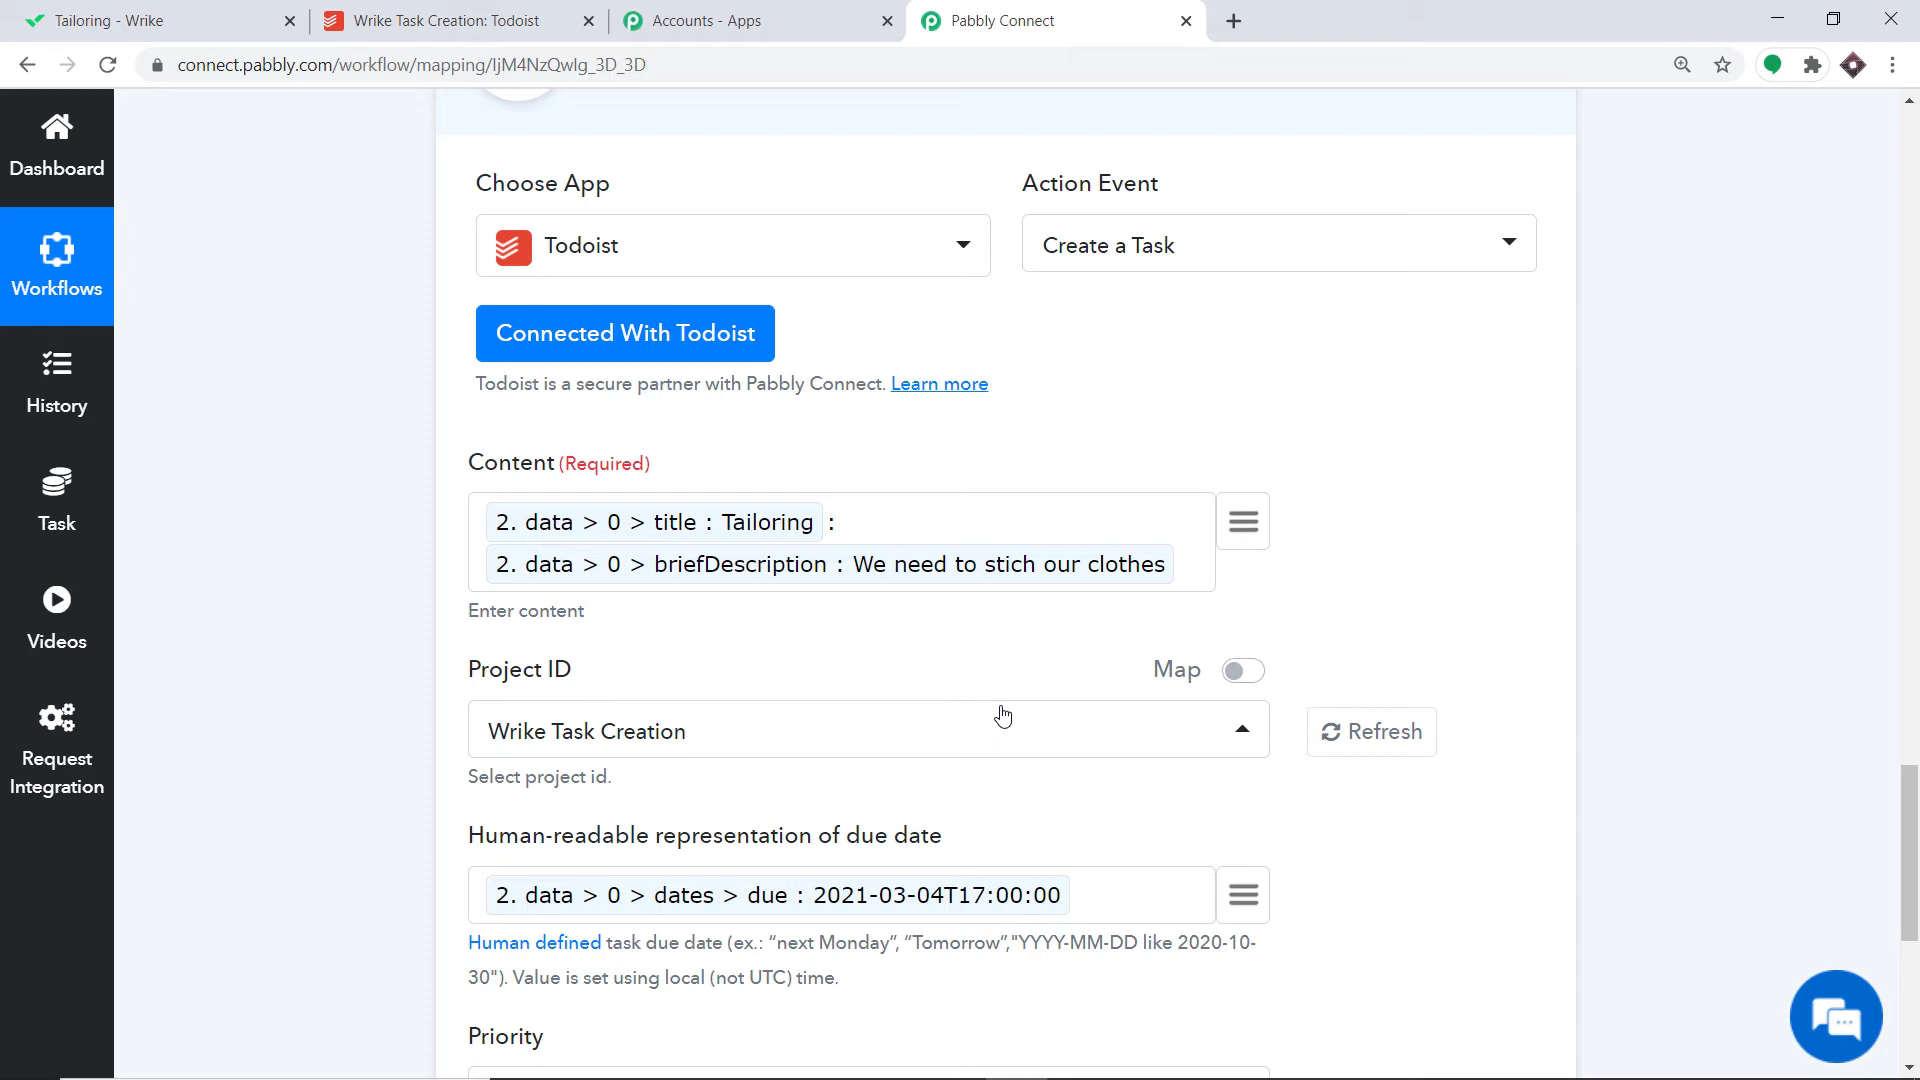 Tailoring - Wrike
Wrike Task Creation: Todoist
Accounts - Apps
Pabbly Connect
connect.pabbly.com/workflow/mapping/IjM4NzQwIg_3D_3D
Dashboard
Workflows
History
Task
Videos
Request
Integration
Choose App
Action Event
Todoist
Create a Task
Connected With Todoist
Todoist is a secure partner with Pabbly Connect. Learn more
Content (Required)
2. data > 0 > title : Tailoring :
2. data > 0 > briefDescription : We need to stich our clothes
Enter content
Project ID
Map
Wrike Task Creation
Refresh
Select project id.
Human-readable representation of due date
2. data > 0 > dates > due : 2021-03-04T17:00:00
Human defined task due date (ex.: “next Monday”, “Tomorrow”,"YYYY-MM-DD like 2020-10-
30"). Value is set using local (not UTC) time.
Priority